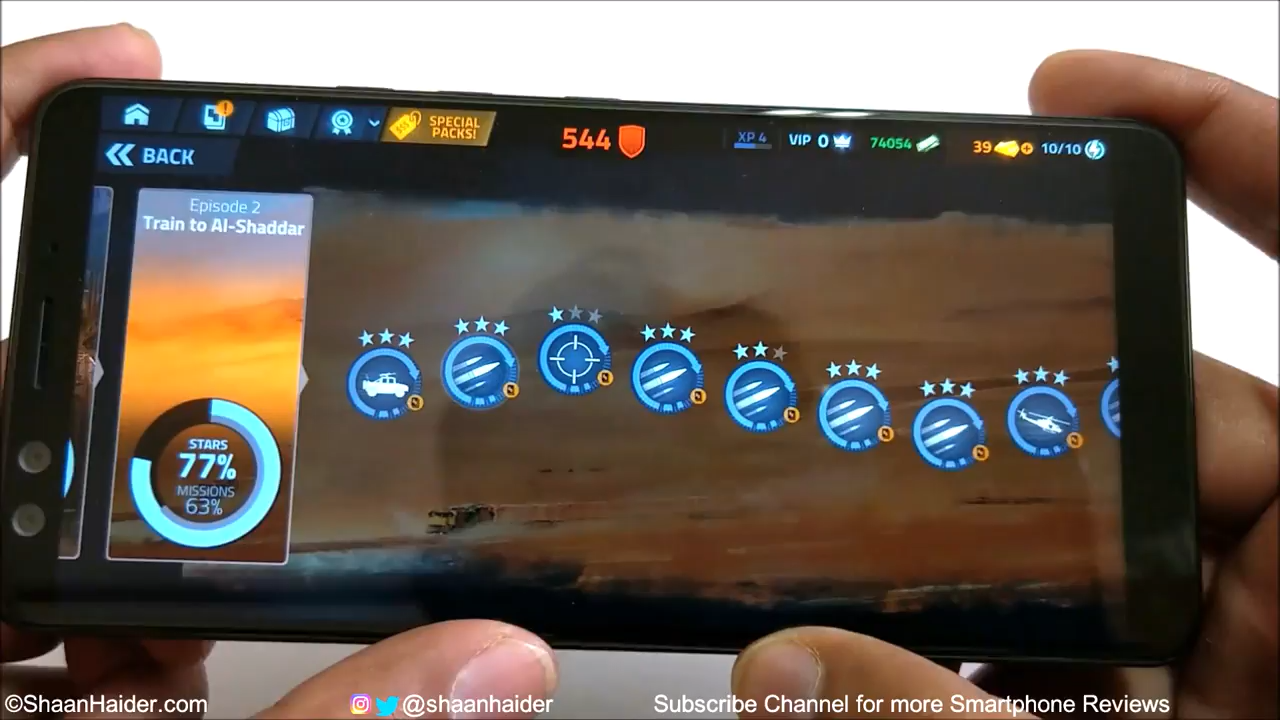 SPECIAL
PACKS!
544
XP 4
VIP 0
74054
39
10/10
BACK
Episode 2
Train to Al-Shaddar
STARS
77%
MISSIONS
63%
©ShaanHaider.com
@shaanhaider
Subscribe Channel for more Smartphone Reviews